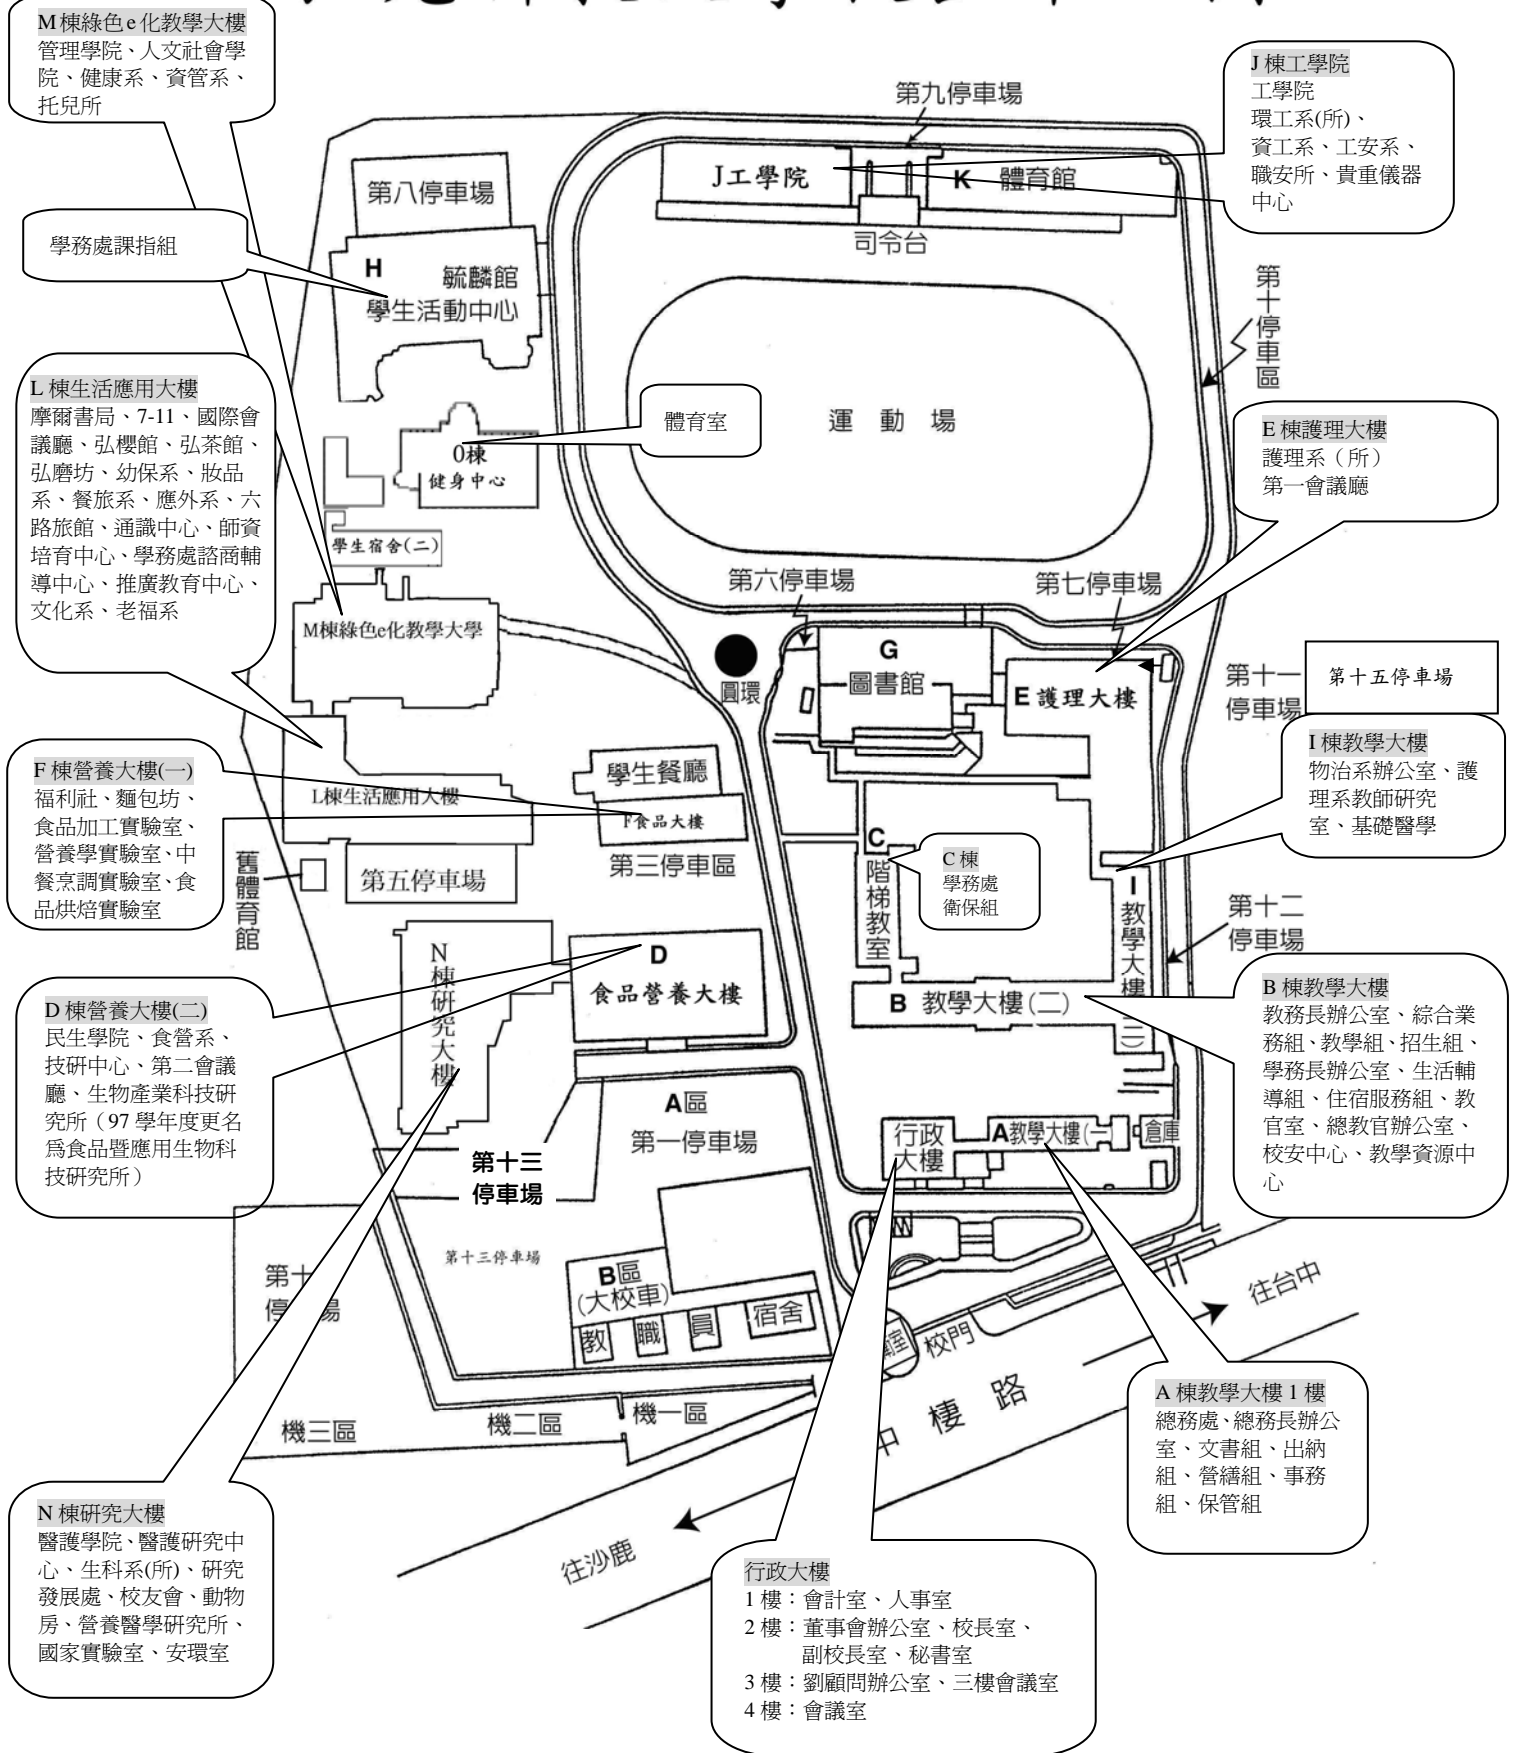 M棟綠色e化教學大樓
管理學院、人文社會學
院、健康系、資管系、
托兒所
J棟工學院
工學院
環工系(所)、
資工系、工安系、
職安所、貴重儀器
中心
第九停車場
第八停車場
J工學院
K 體育館
司令台
學務處課指組
H 毓麟館
學生活動中心
第十停車區
L棟生活應用大樓
摩爾書局、7-11、國際會
議廳、弘櫻館、弘茶館、
弘磨坊、幼保系、妝品
系、餐旅系、應外系、六
路旅館、通識中心、師資
培育中心、學務處諮商輔
導中心、推廣教育中心、
文化系、老福系
體育室
運動場
O棟
健身中心
E棟護理大樓
護理系（所）
第一會議廳
學生宿舍(二)
第六停車場
第七停車場
M棟綠色e化教學大學
圓環
G
圖書館
E護理大樓
第十一
停車場
第十五停車場
F棟營養大樓(一)
福利社、麵包坊、
食品加工實驗室、
營養學實驗室、中
餐烹調實驗室、食
品烘焙實驗室
L棟生活應用大樓
學生餐廳
F食品大樓
第三停車區
I棟教學大樓
物治系辦公室、護
理系教師研究
室、基礎醫學
舊體育館
第五停車場
C
階梯教室
C棟
學務處
衛保組
I教學大樓(三)
第十二
停車場
N棟研究大樓
D
食品營養大樓
B 教學大樓(二)
D棟營養大樓(二)
民生學院、食營系、
技研中心、第二會議
廳、生物產業科技研
究所（97學年度更名
為食品暨應用生物科
技研究所）
B棟教學大樓
教務長辦公室、綜合業
務組、教學組、招生組、
學務長辦公室、生活輔
導組、住宿服務組、教
官室、總教官辦公室、
校安中心、教學資源中
心
A區
第一停車場
行政
大樓
A教學大樓(一
倉庫
第十三
停車場
第十三停車場
第十
停 場
B區
(大校車)
教 職 員 宿舍
校門
往台中
機三區
機二區
機一區
中棲路
往沙鹿
A棟教學大樓1樓
總務處、總務長辦公
室、文書組、出納
組、營繕組、事務
組、保管組
N棟研究大樓
醫護學院、醫護研究中
心、生科系(所)、研究
發展處、校友會、動物
房、營養醫學研究所、
國家實驗室、安環室
行政大樓
1樓：會計室、人事室
2樓：董事會辦公室、校長室、
副校長室、秘書室
3樓：劉顧問辦公室、三樓會議室
4樓：會議室